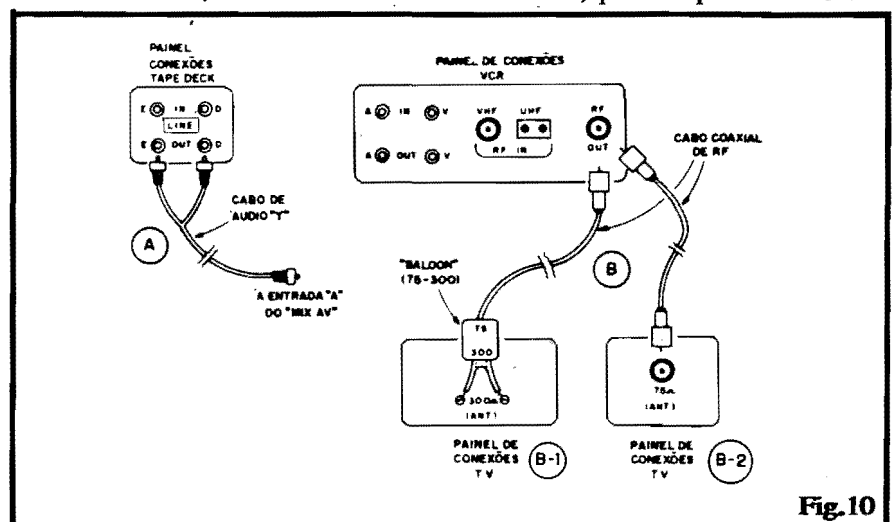 PAINEL
CONEXÕES
TAPE DECK
E IN D
LINE
E OUT D
CABO DE
AUDIO "Y"
A
A ENTRADA "A"
DO "MIX AV"
PAINEL DE CONEXÕES
VCR
A IN V
A OUT V
VHF UHF
RF IN
RF
OUT
CABO COAXIAL
DE RF
B
"BALOON"
(75-300)
75
300
300Ω
(ANT)
PAINEL DE
CONEXÕES
TV
B-1
75Ω
(ANT)
PAINEL DE
CONEXÕES
TV
B-2
Fig.10